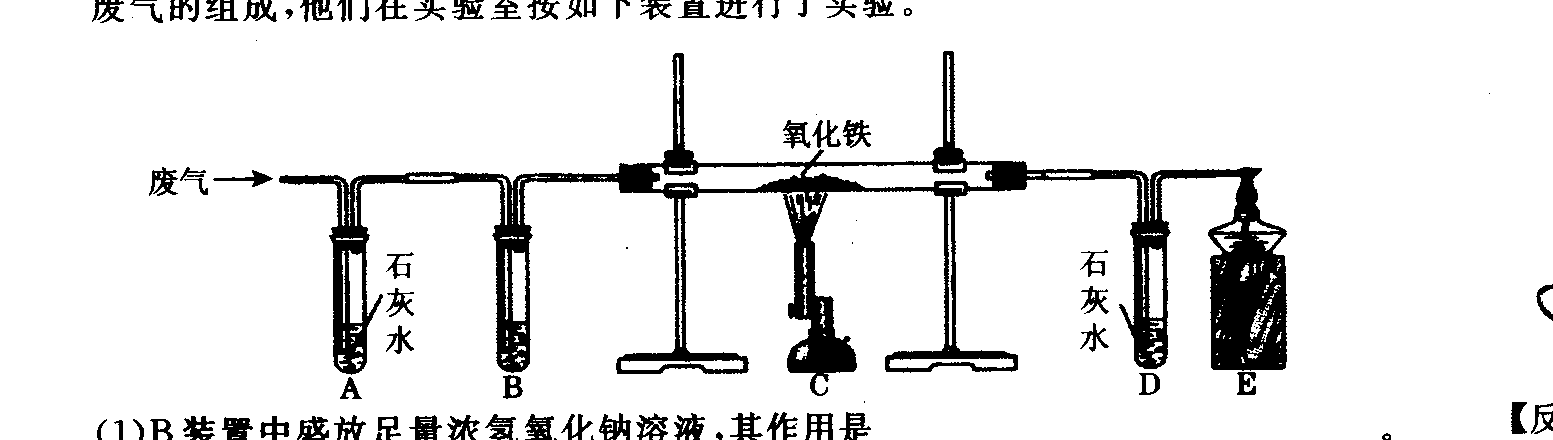 废气的组成,他们在实验室按如下装置进行了实验。
氧化铁
废气
石灰水
石灰水
A
B
C
D
E
(1)B装置中盛放足量浓氢氧化钠溶液,其作用是 。
【反